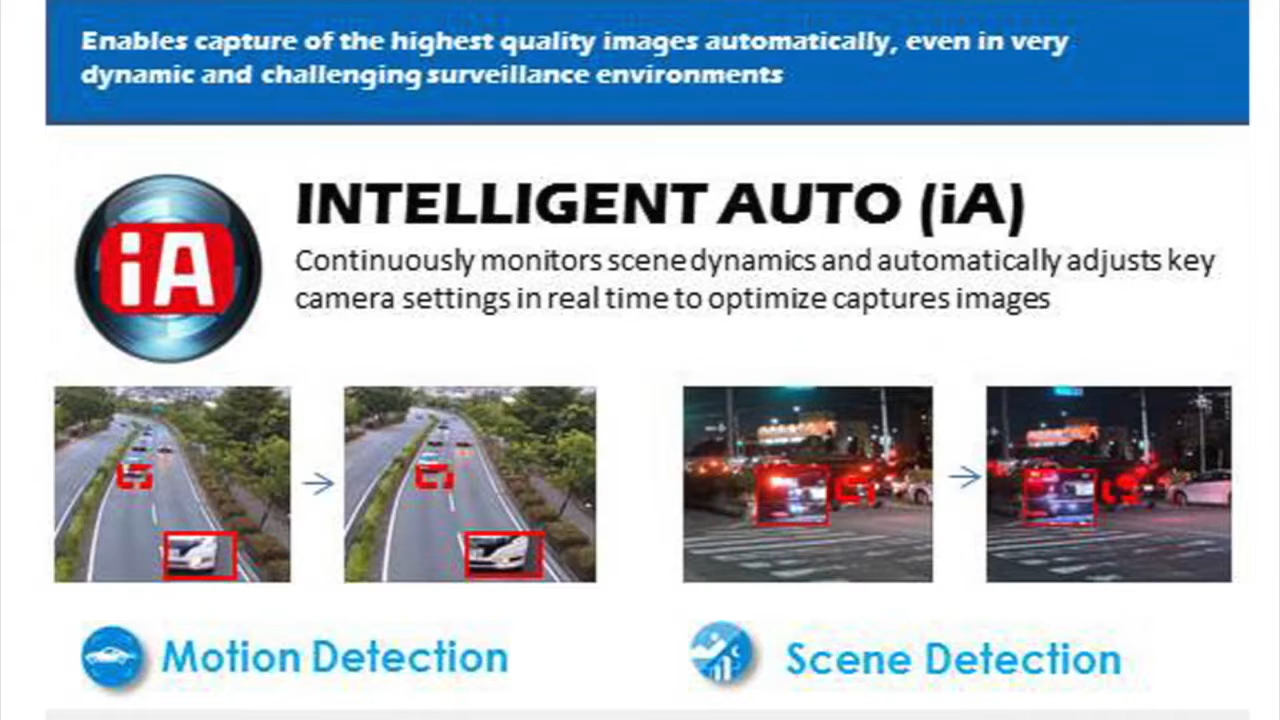 Enables capture of the highest quality images automatically, even in very
dynamic and challenging surveillance environments
iA
INTELLIGENT AUTO (iA)
Continuously monitors scene dynamics and automatically adjusts key
camera settings in real time to optimize captures images
Motion Detection
Scene Detection